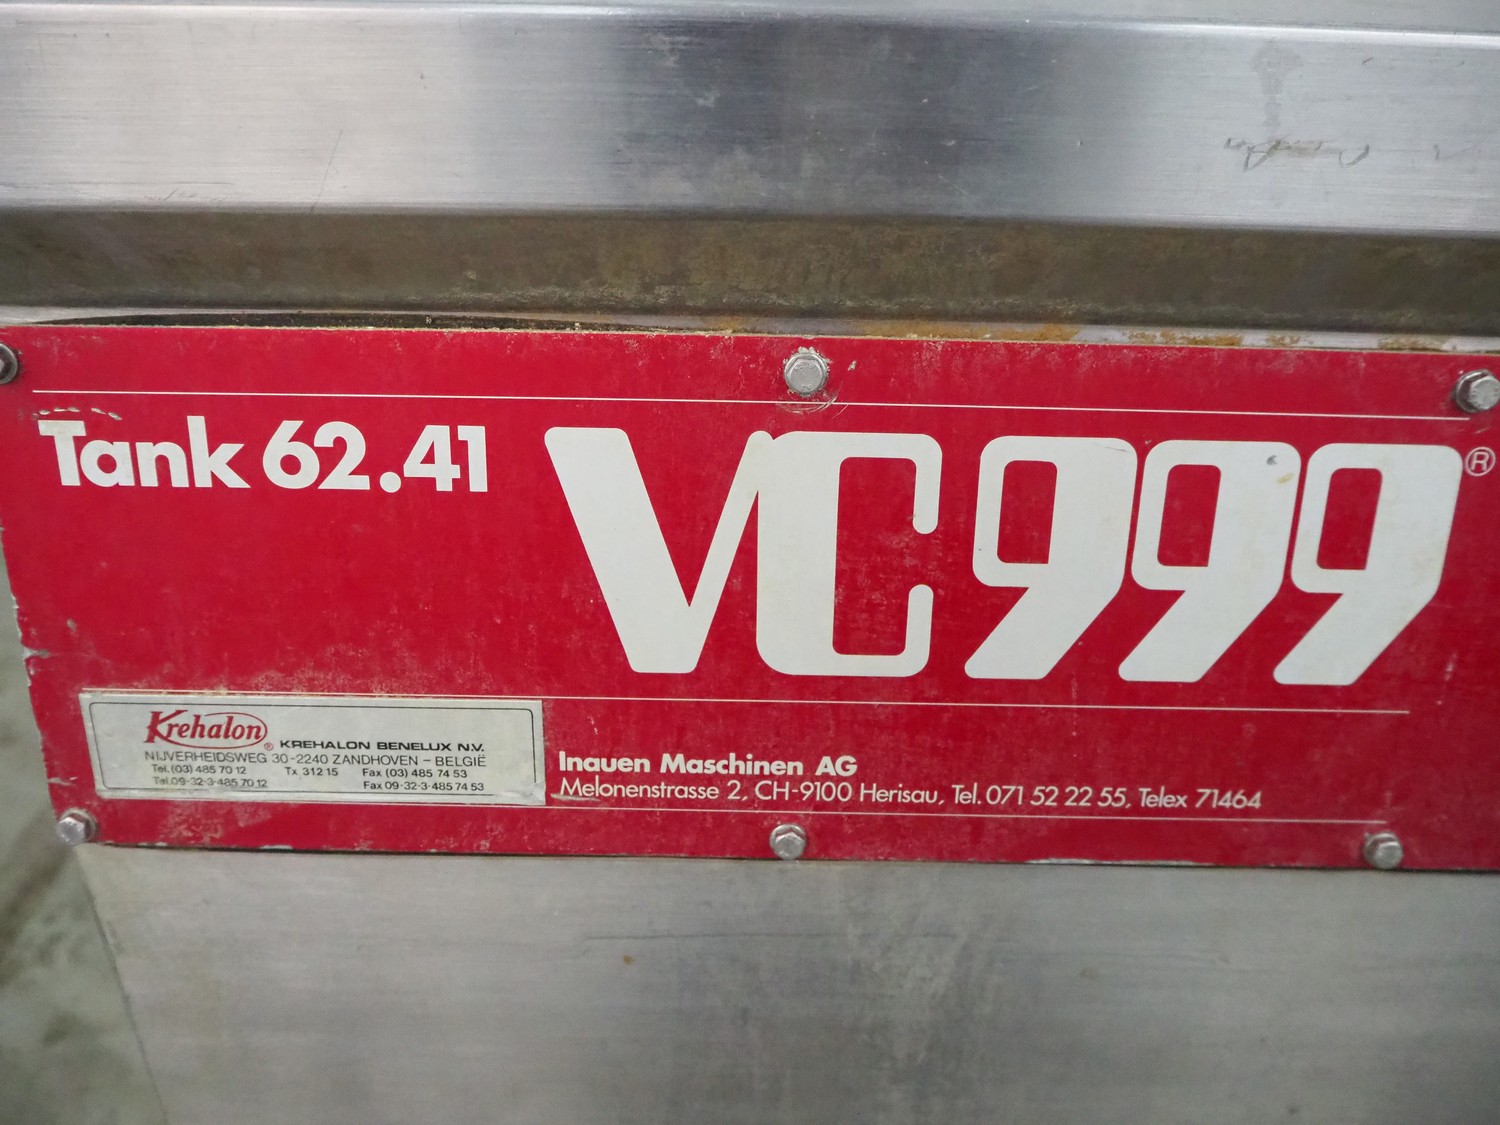 Tank 62.41
VC999®
Krehalon® KREHALON BENELUX N.V.
NIJVERHEIDSWEG 30-2240 ZANDHOVEN - BELGIË
Tel. (03) 485 70 12 Tx 312 15 Fax (03) 485 74 53
Tel. 09-32-3-485 70 12 Fax 09-32-3-485 74 53
Inauen Maschinen AG
Melonenstrasse 2, CH-9100 Herisau, Tel. 071 52 22 55, Telex 71464